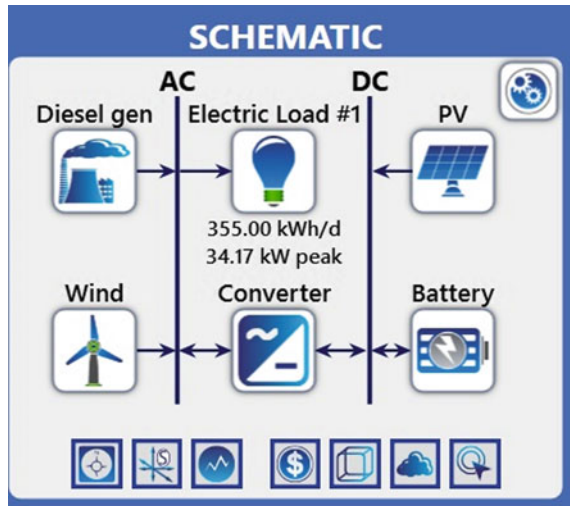 SCHEMATIC
AC DC
Diesel gen Electric Load #1 PV
355.00 kWh/d
34.17 kW peak
Wind Converter Battery